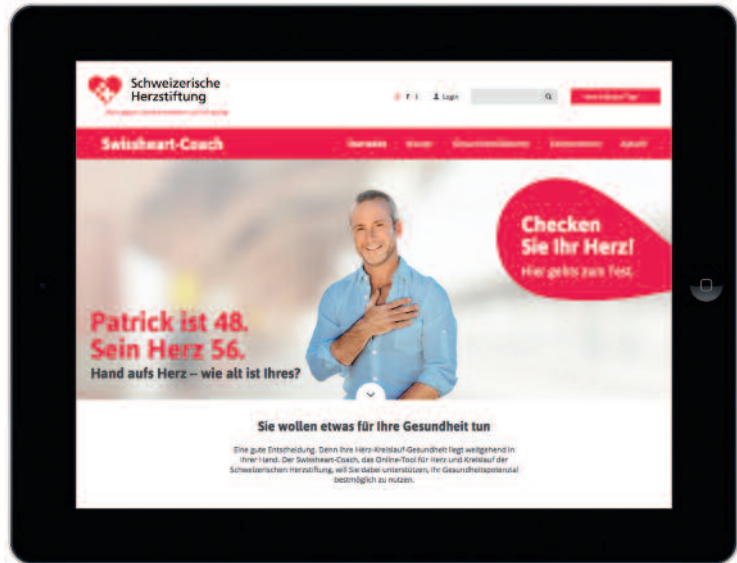 Schweizerische
Herzstiftung
Login
Swissheart-Coach
Startseite
Checken
Sie Ihr Herz!
Hier gehts zum Test.
Patrick ist 48.
Sein Herz 56.
Hand aufs Herz – wie alt ist Ihres?
Sie wollen etwas für Ihre Gesundheit tun
Eine gute Entscheidung. Denn Ihre Herz-Kreislauf-Gesundheit liegt weitgehend in
Ihrer Hand. Der Swissheart-Coach, das Online-Tool für Herz und Kreislauf der
Schweizerischen Herzstiftung, will Sie dabei unterstützen, Ihr Gesundheitspotenzial
bestmöglich zu nutzen.